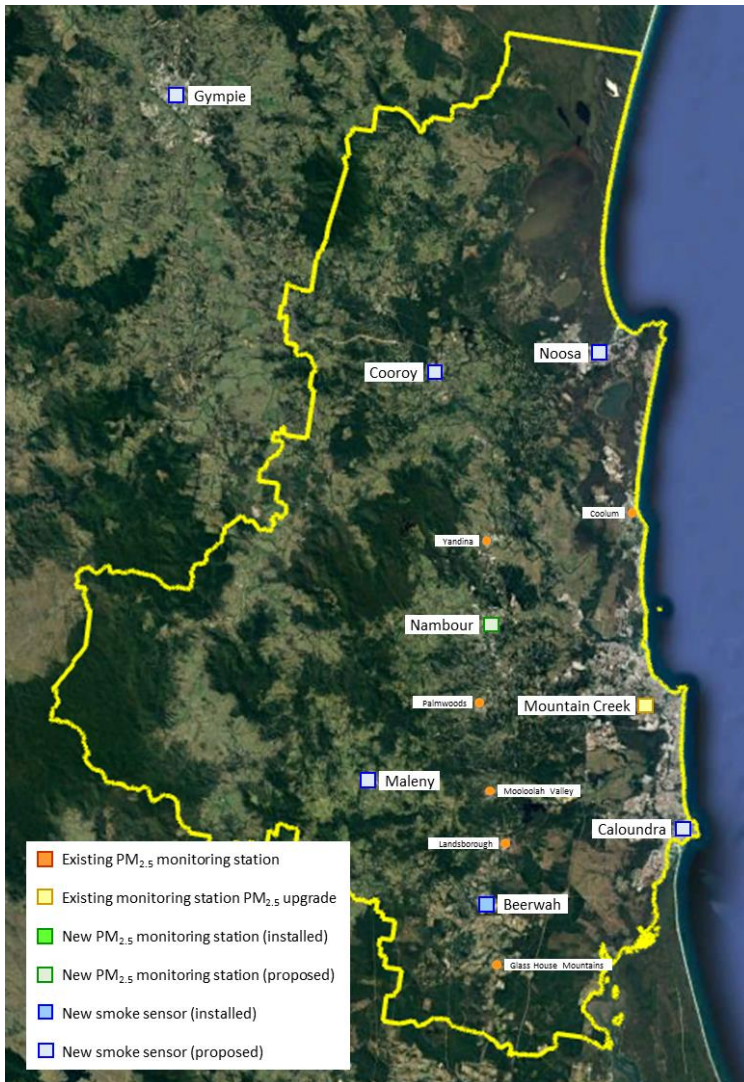 Gympie
Noosa
Cooroy
Coolum
Yandina
Nambour
Palmwoods
Mountain Creek
Maleny
Mooloolah Valley
Caloundra
Landsborough
Existing PM2.5 monitoring station
Existing monitoring station PM2.5 upgrade
Beerwah
New PM2.5 monitoring station (installed)
Glass House Mountains
New PM2.5 monitoring station (proposed)
New smoke sensor (installed)
New smoke sensor (proposed)